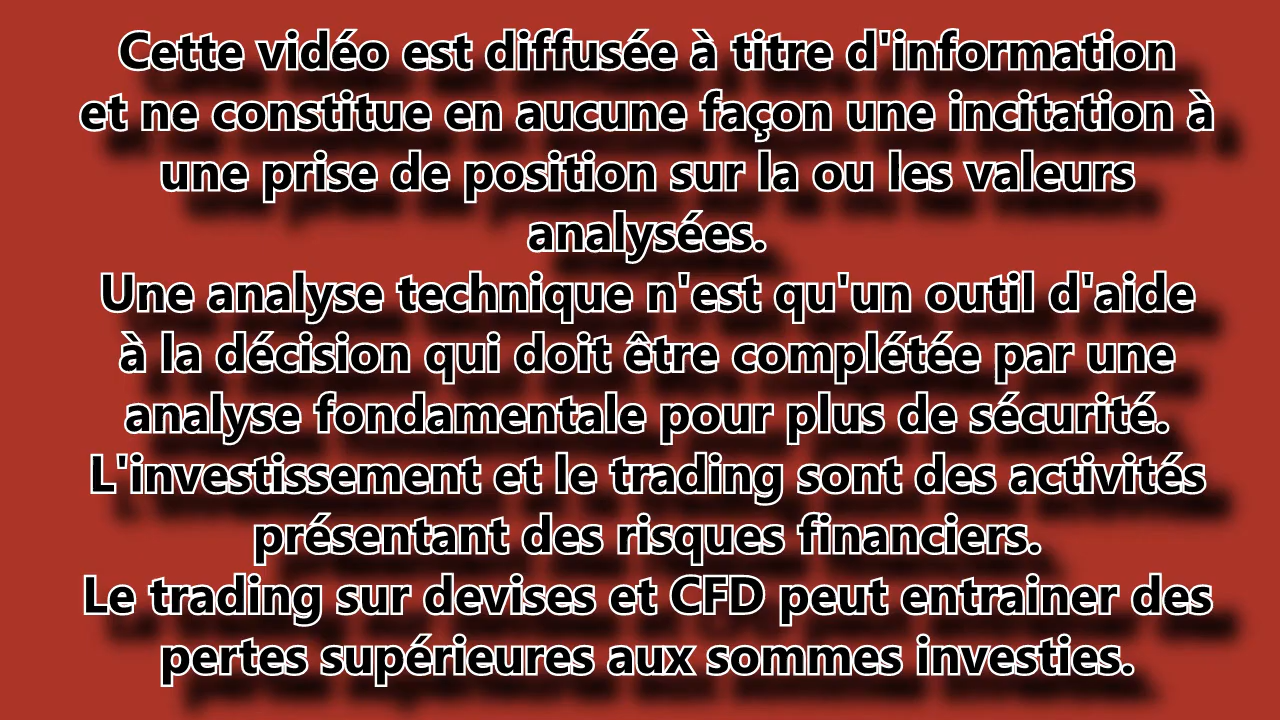 Cette vidéo est diffusée à titre d'information
et ne constitue en aucune façon une incitation à
une prise de position sur la ou les valeurs
analysées.
Une analyse technique n'est qu'un outil d'aide
à la décision qui doit être complétée par une
analyse fondamentale pour plus de sécurité.
L'investissement et le trading sont des activités
présentant des risques financiers.
Le trading sur devises et CFD peut entrainer des
pertes supérieures aux sommes investies.